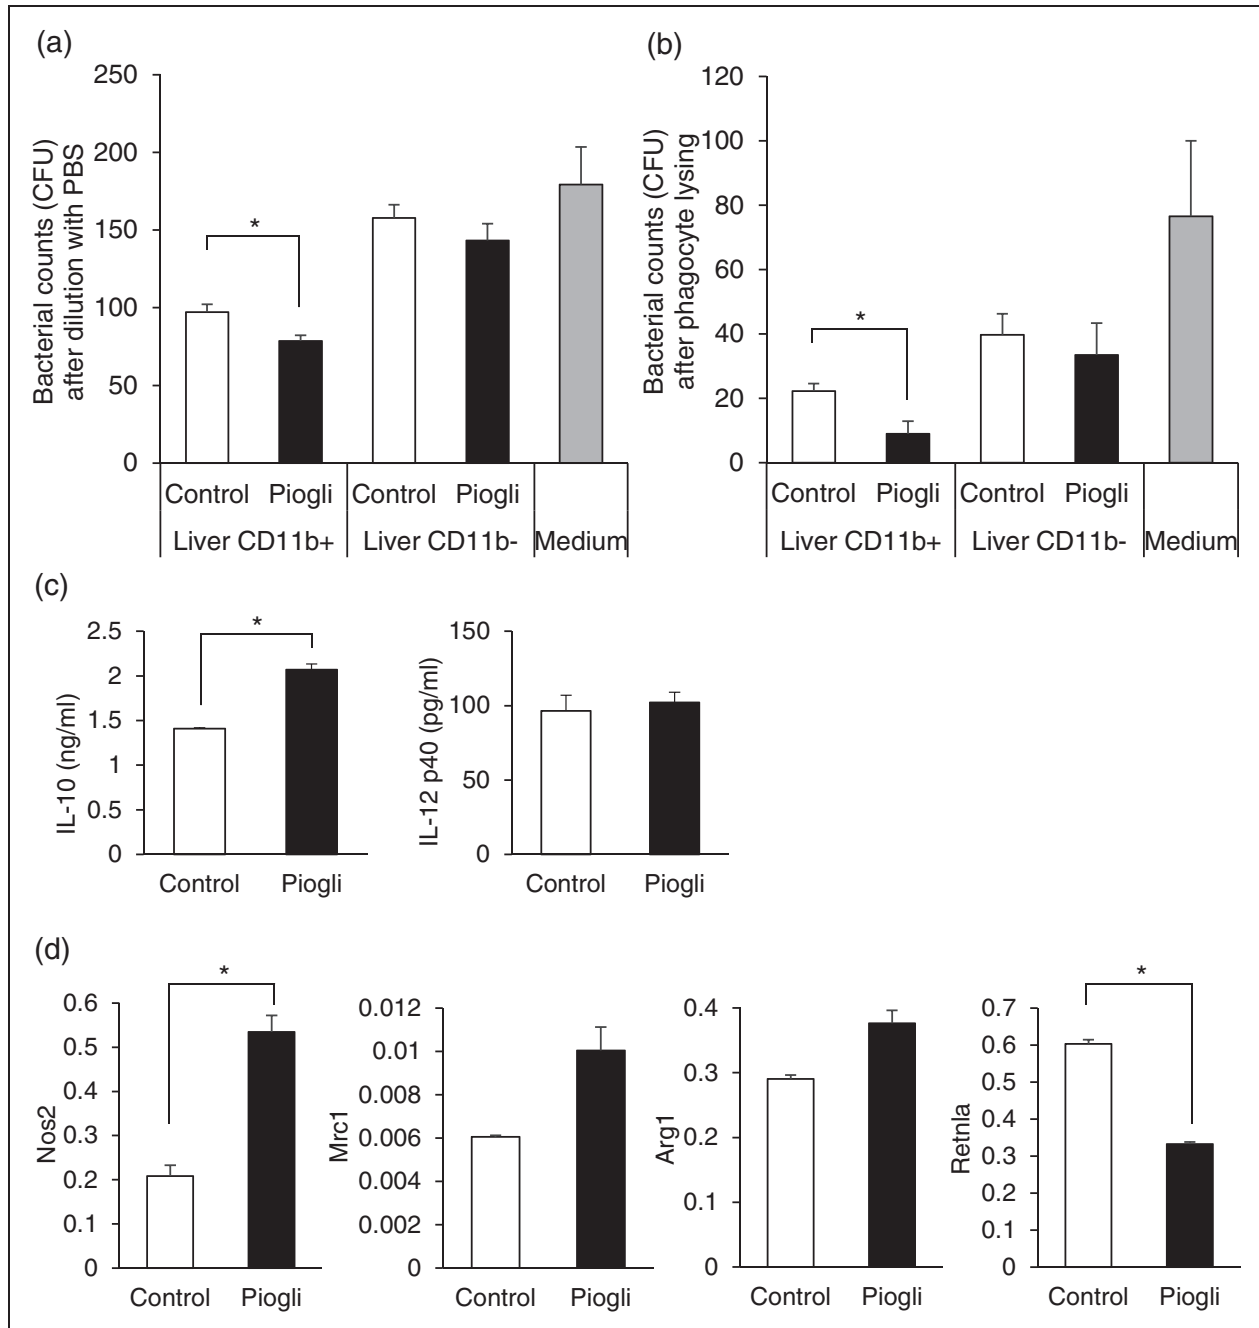 (a)
Bacterial counts (CFU)
after dilution with PBS
250
200
150
100
50
0
*
Control Piogli Control Piogli
Liver CD11b+ Liver CD11b- Medium
(b)
Bacterial counts (CFU)
after phagocyte lysing
120
100
80
60
40
20
0
*
Control Piogli Control Piogli
Liver CD11b+ Liver CD11b- Medium
(c)
IL-10 (ng/ml)
2.5
2
1.5
1
0.5
0
*
Control Piogli
IL-12 p40 (pg/ml)
150
100
50
0
Control Piogli
(d)
Nos2
0.6
0.5
0.4
0.3
0.2
0.1
0
*
Control Piogli
Mrc1
0.012
0.01
0.008
0.006
0.004
0.002
0
Control Piogli
Arg1
0.4
0.3
0.2
0.1
0
Control Piogli
Retnla
0.7
0.6
0.5
0.4
0.3
0.2
0.1
0
*
Control Piogli